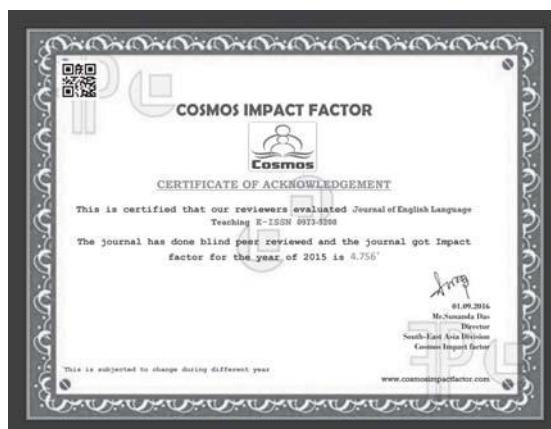 COSMOS IMPACT FACTOR
Cosmos
CERTIFICATE OF ACKNOWLEDGEMENT
This is certified that our reviewers evaluated Journal of English Language
Teaching E-ISSN 0973-5208
The journal has done blind peer reviewed and the journal got Impact
factor for the year of 2015 is 4.756*
01.09.2016
Mr.Sunanda Das
Director
South-East Asia Division
Cosmos Impact factor
*This is subjected to change during different year
www.cosmosimpactfactor.com